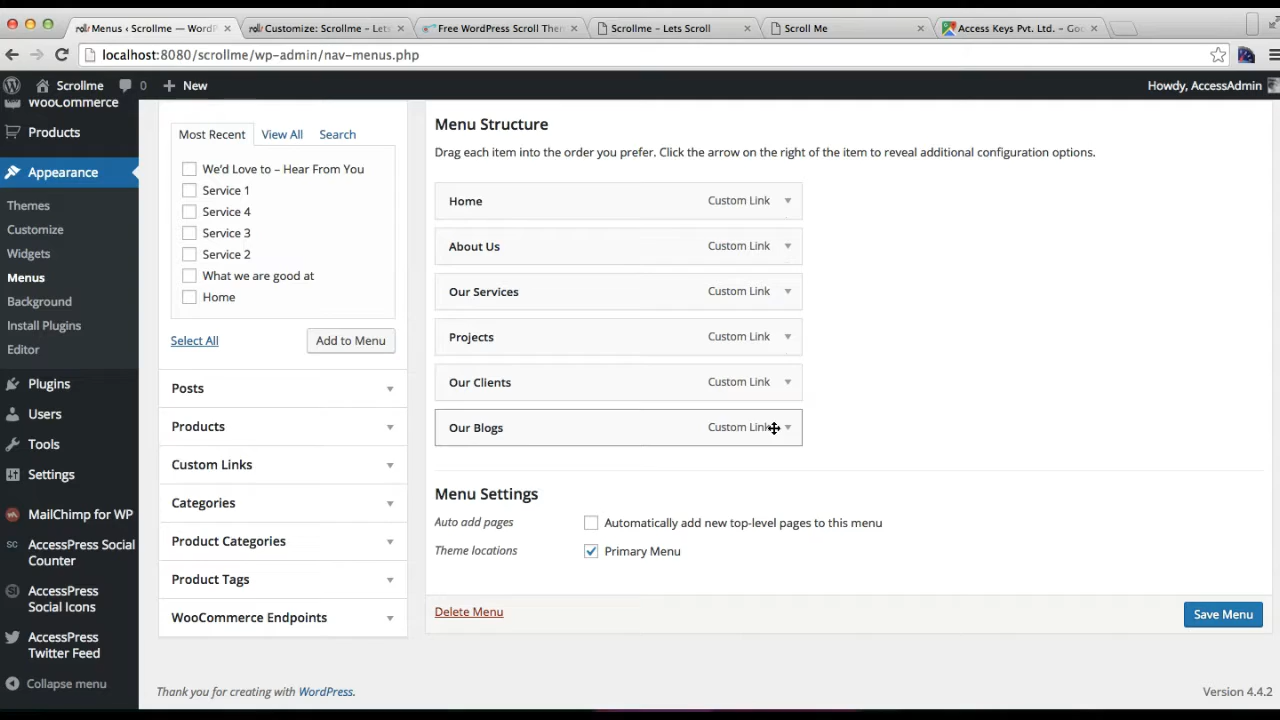 Menus ‹ Scrollme — WordP
Customize: Scrollme – Lets
Free WordPress Scroll Them
Scrollme – Lets Scroll
Scroll Me
Access Keys Pvt. Ltd. – Goo
localhost:8080/scrollme/wp-admin/nav-menus.php
Scrollme
0
New
Howdy, AccessAdmin
WooCommerce
Products
Appearance
Themes
Customize
Widgets
Menus
Background
Install Plugins
Editor
Plugins
Users
Tools
Settings
MailChimp for WP
SC AccessPress Social
Counter
SI AccessPress
Social Icons
AccessPress
Twitter Feed
Collapse menu
Most Recent View All Search
We'd Love to – Hear From You
Service 1
Service 4
Service 3
Service 2
What we are good at
Home
Select All Add to Menu
Posts
Products
Custom Links
Categories
Product Categories
Product Tags
WooCommerce Endpoints
Menu Structure
Drag each item into the order you prefer. Click the arrow on the right of the item to reveal additional configuration options.
Home Custom Link
About Us Custom Link
Our Services Custom Link
Projects Custom Link
Our Clients Custom Link
Our Blogs Custom Link
Menu Settings
Auto add pages Automatically add new top-level pages to this menu
Theme locations Primary Menu
Delete Menu Save Menu
Thank you for creating with WordPress. Version 4.4.2